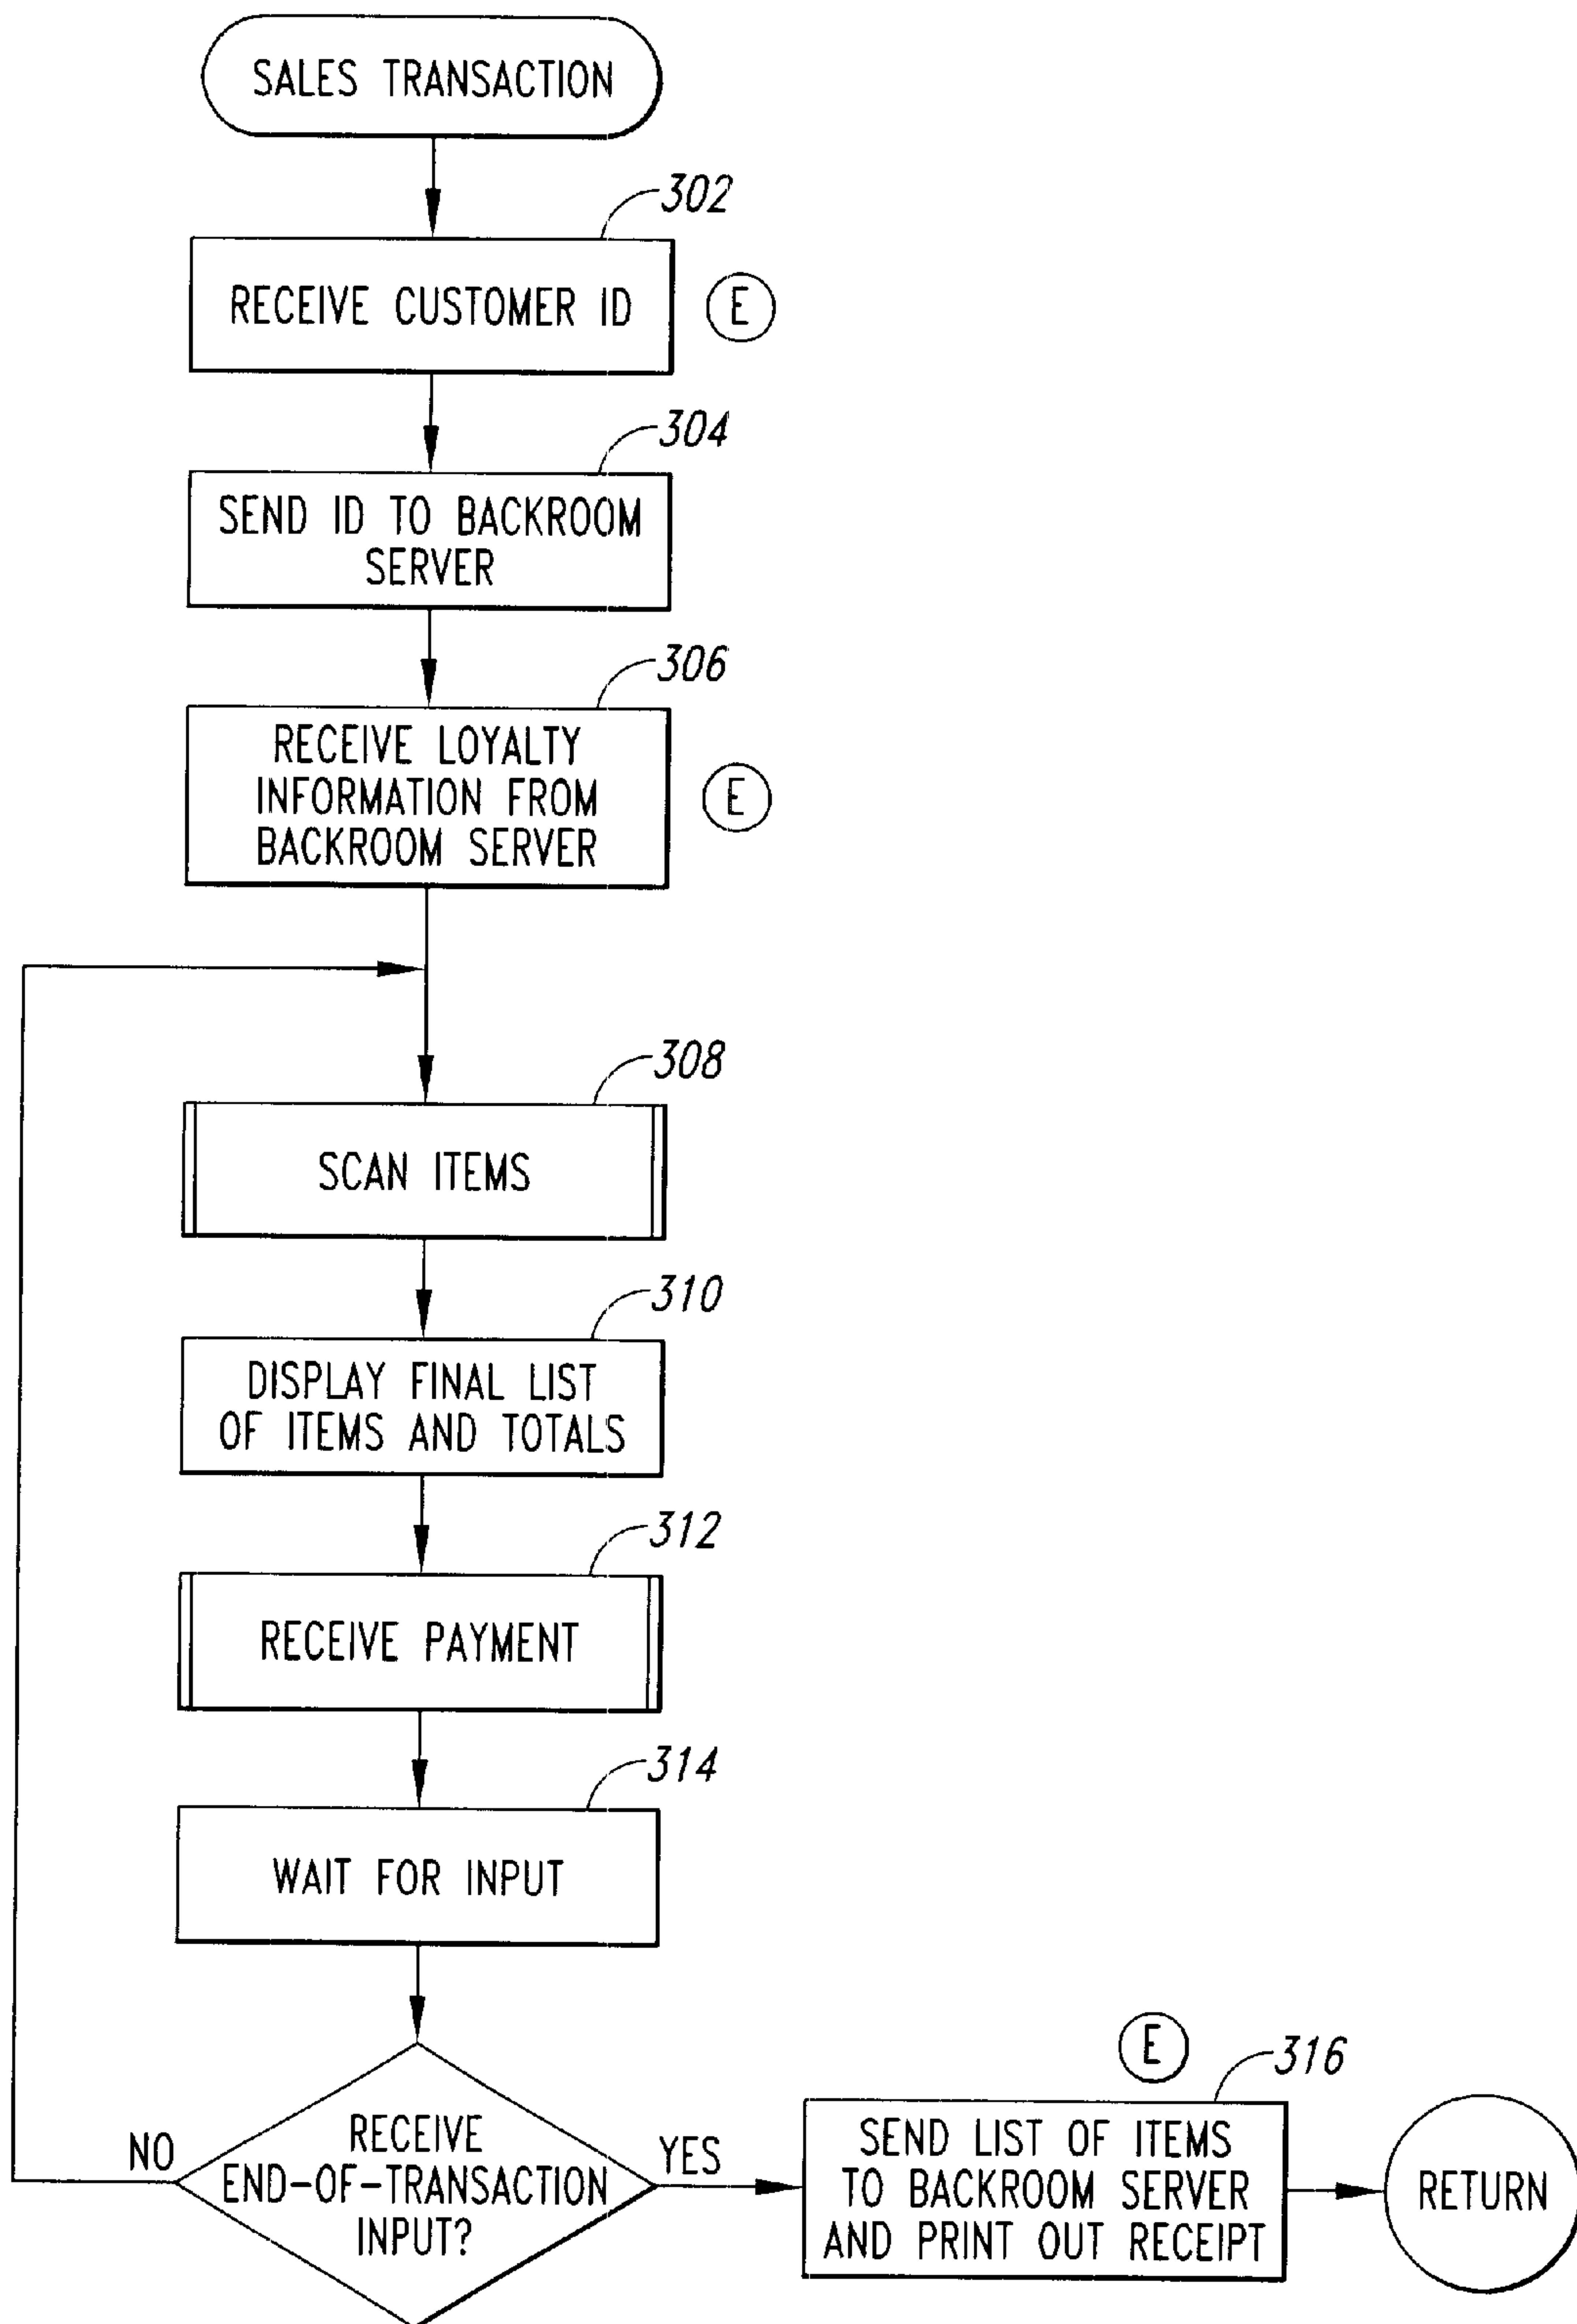 SALES TRANSACTION
302
RECEIVE CUSTOMER ID
E
304
SEND ID TO BACKROOM
SERVER
306
RECEIVE LOYALTY
INFORMATION FROM
BACKROOM SERVER
E
308
SCAN ITEMS
310
DISPLAY FINAL LIST
OF ITEMS AND TOTALS
312
RECEIVE PAYMENT
314
WAIT FOR INPUT
NO
RECEIVE
END-OF-TRANSACTION
INPUT?
YES
E
316
SEND LIST OF ITEMS
TO BACKROOM SERVER
AND PRINT OUT RECEIPT
RETURN